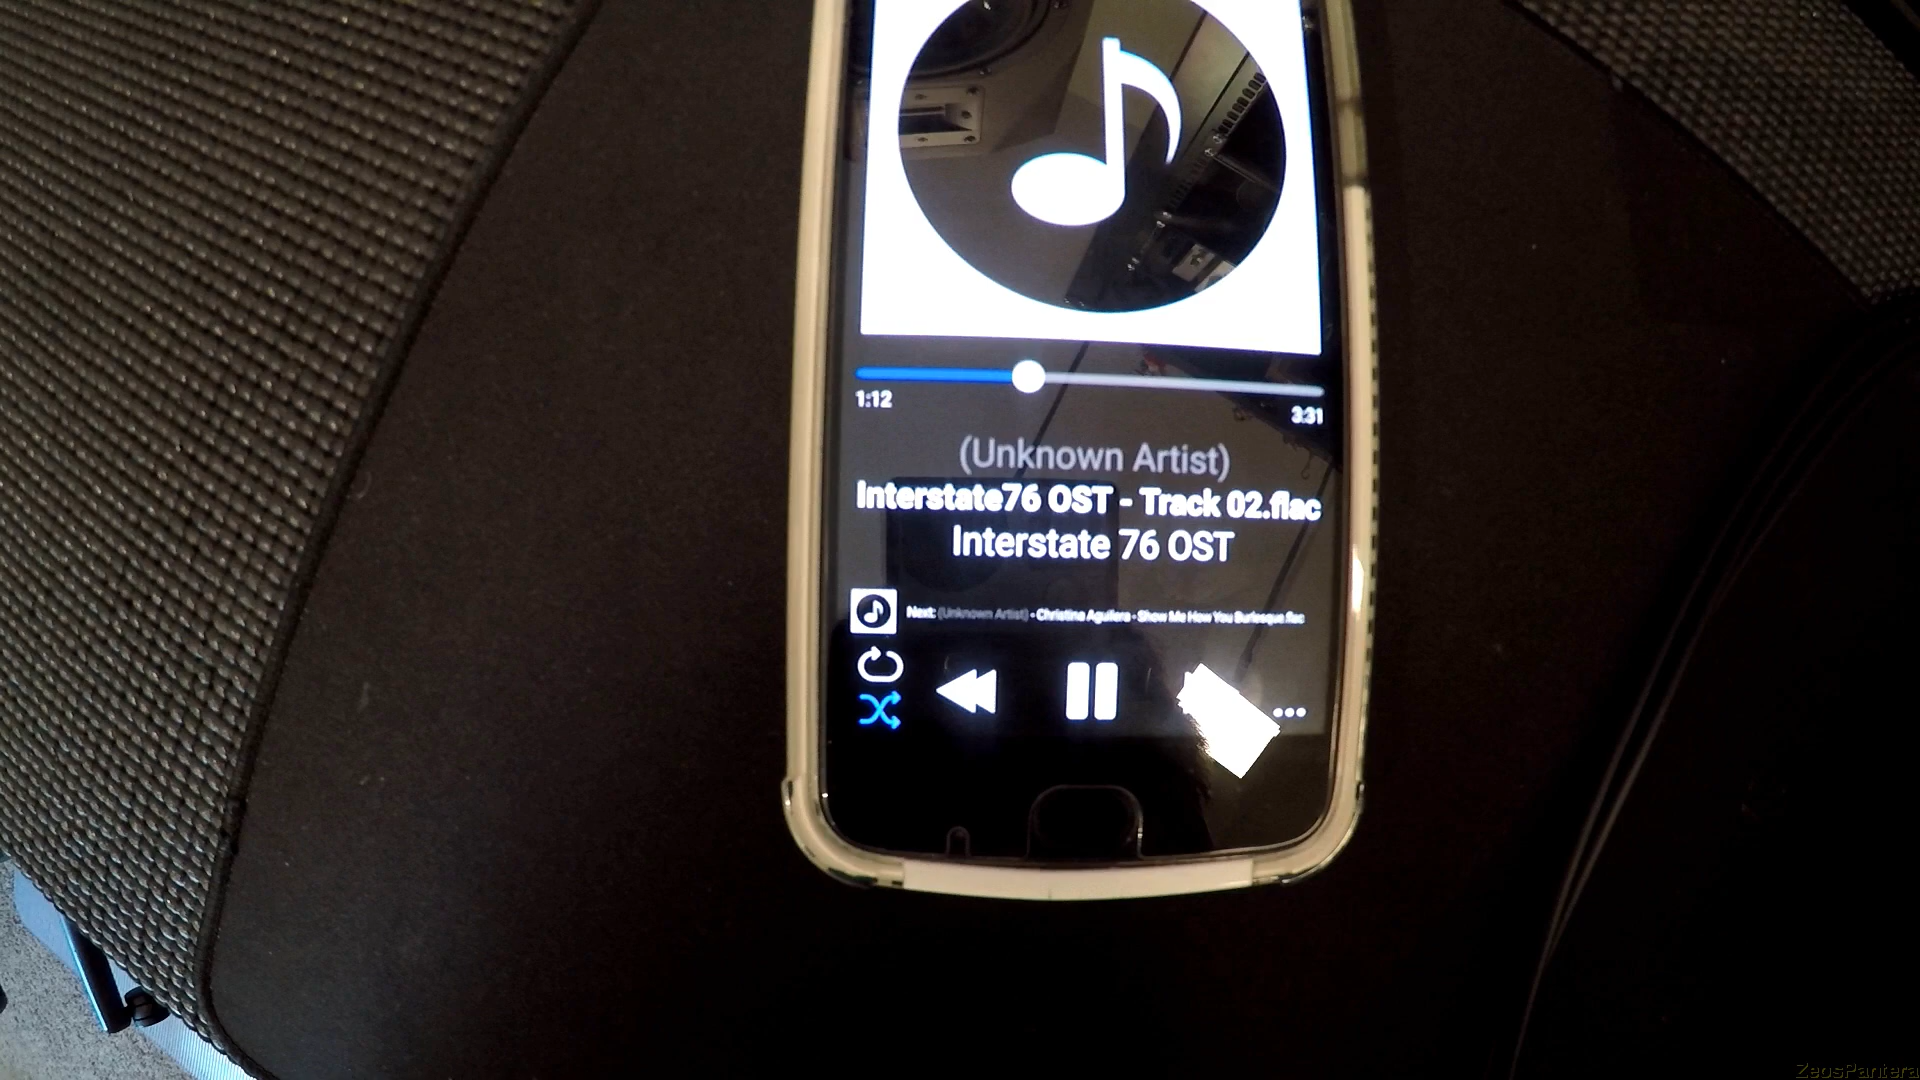 1:12
3:31
(Unknown Artist)
Interstate76 OST - Track 02.flac
Interstate 76 OST
Next: (Unknown Artist) - Christina Aguilera - Show Me How You Burlesque.flac
ZeosPantera